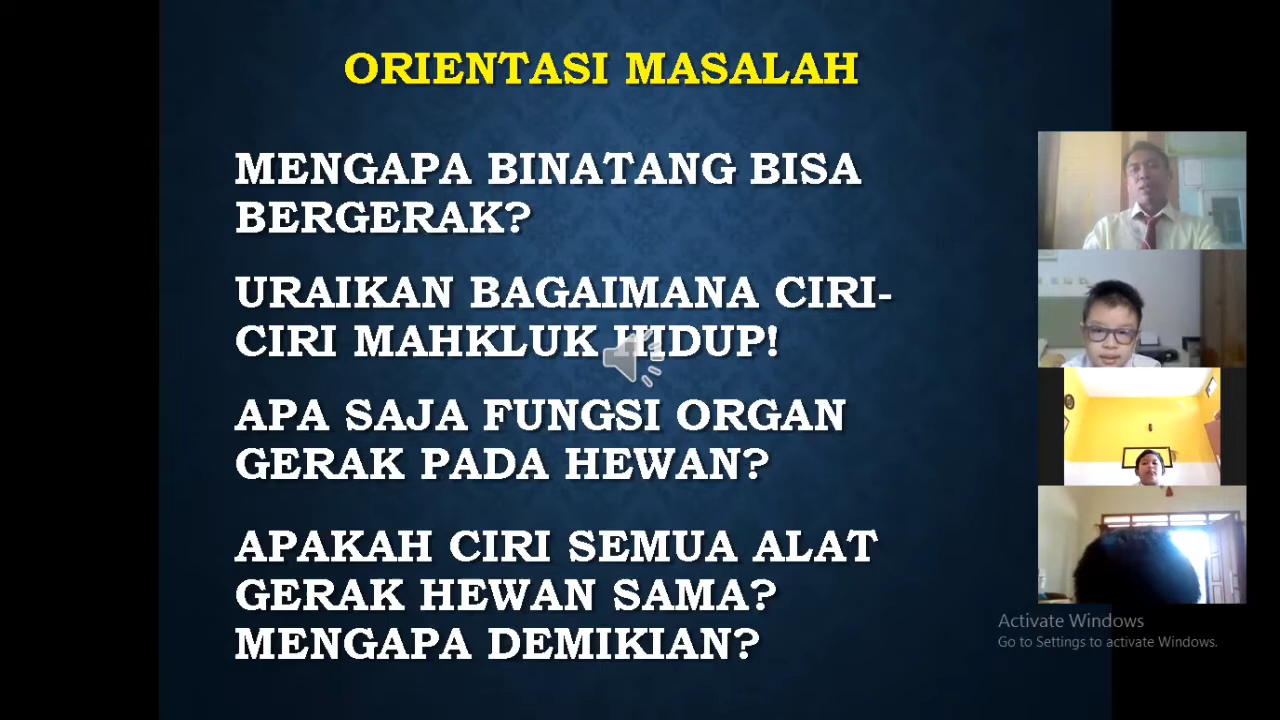 ORIENTASI MASALAH
MENGAPA BINATANG BISA
BERGERAK?
URAIKAN BAGAIMANA CIRI-
CIRI MAHKLUK HIDUP!
APA SAJA FUNGSI ORGAN
GERAK PADA HEWAN?
APAKAH CIRI SEMUA ALAT
GERAK HEWAN SAMA?
MENGAPA DEMIKIAN?
Activate Windows
Go to Settings to activate Windows.